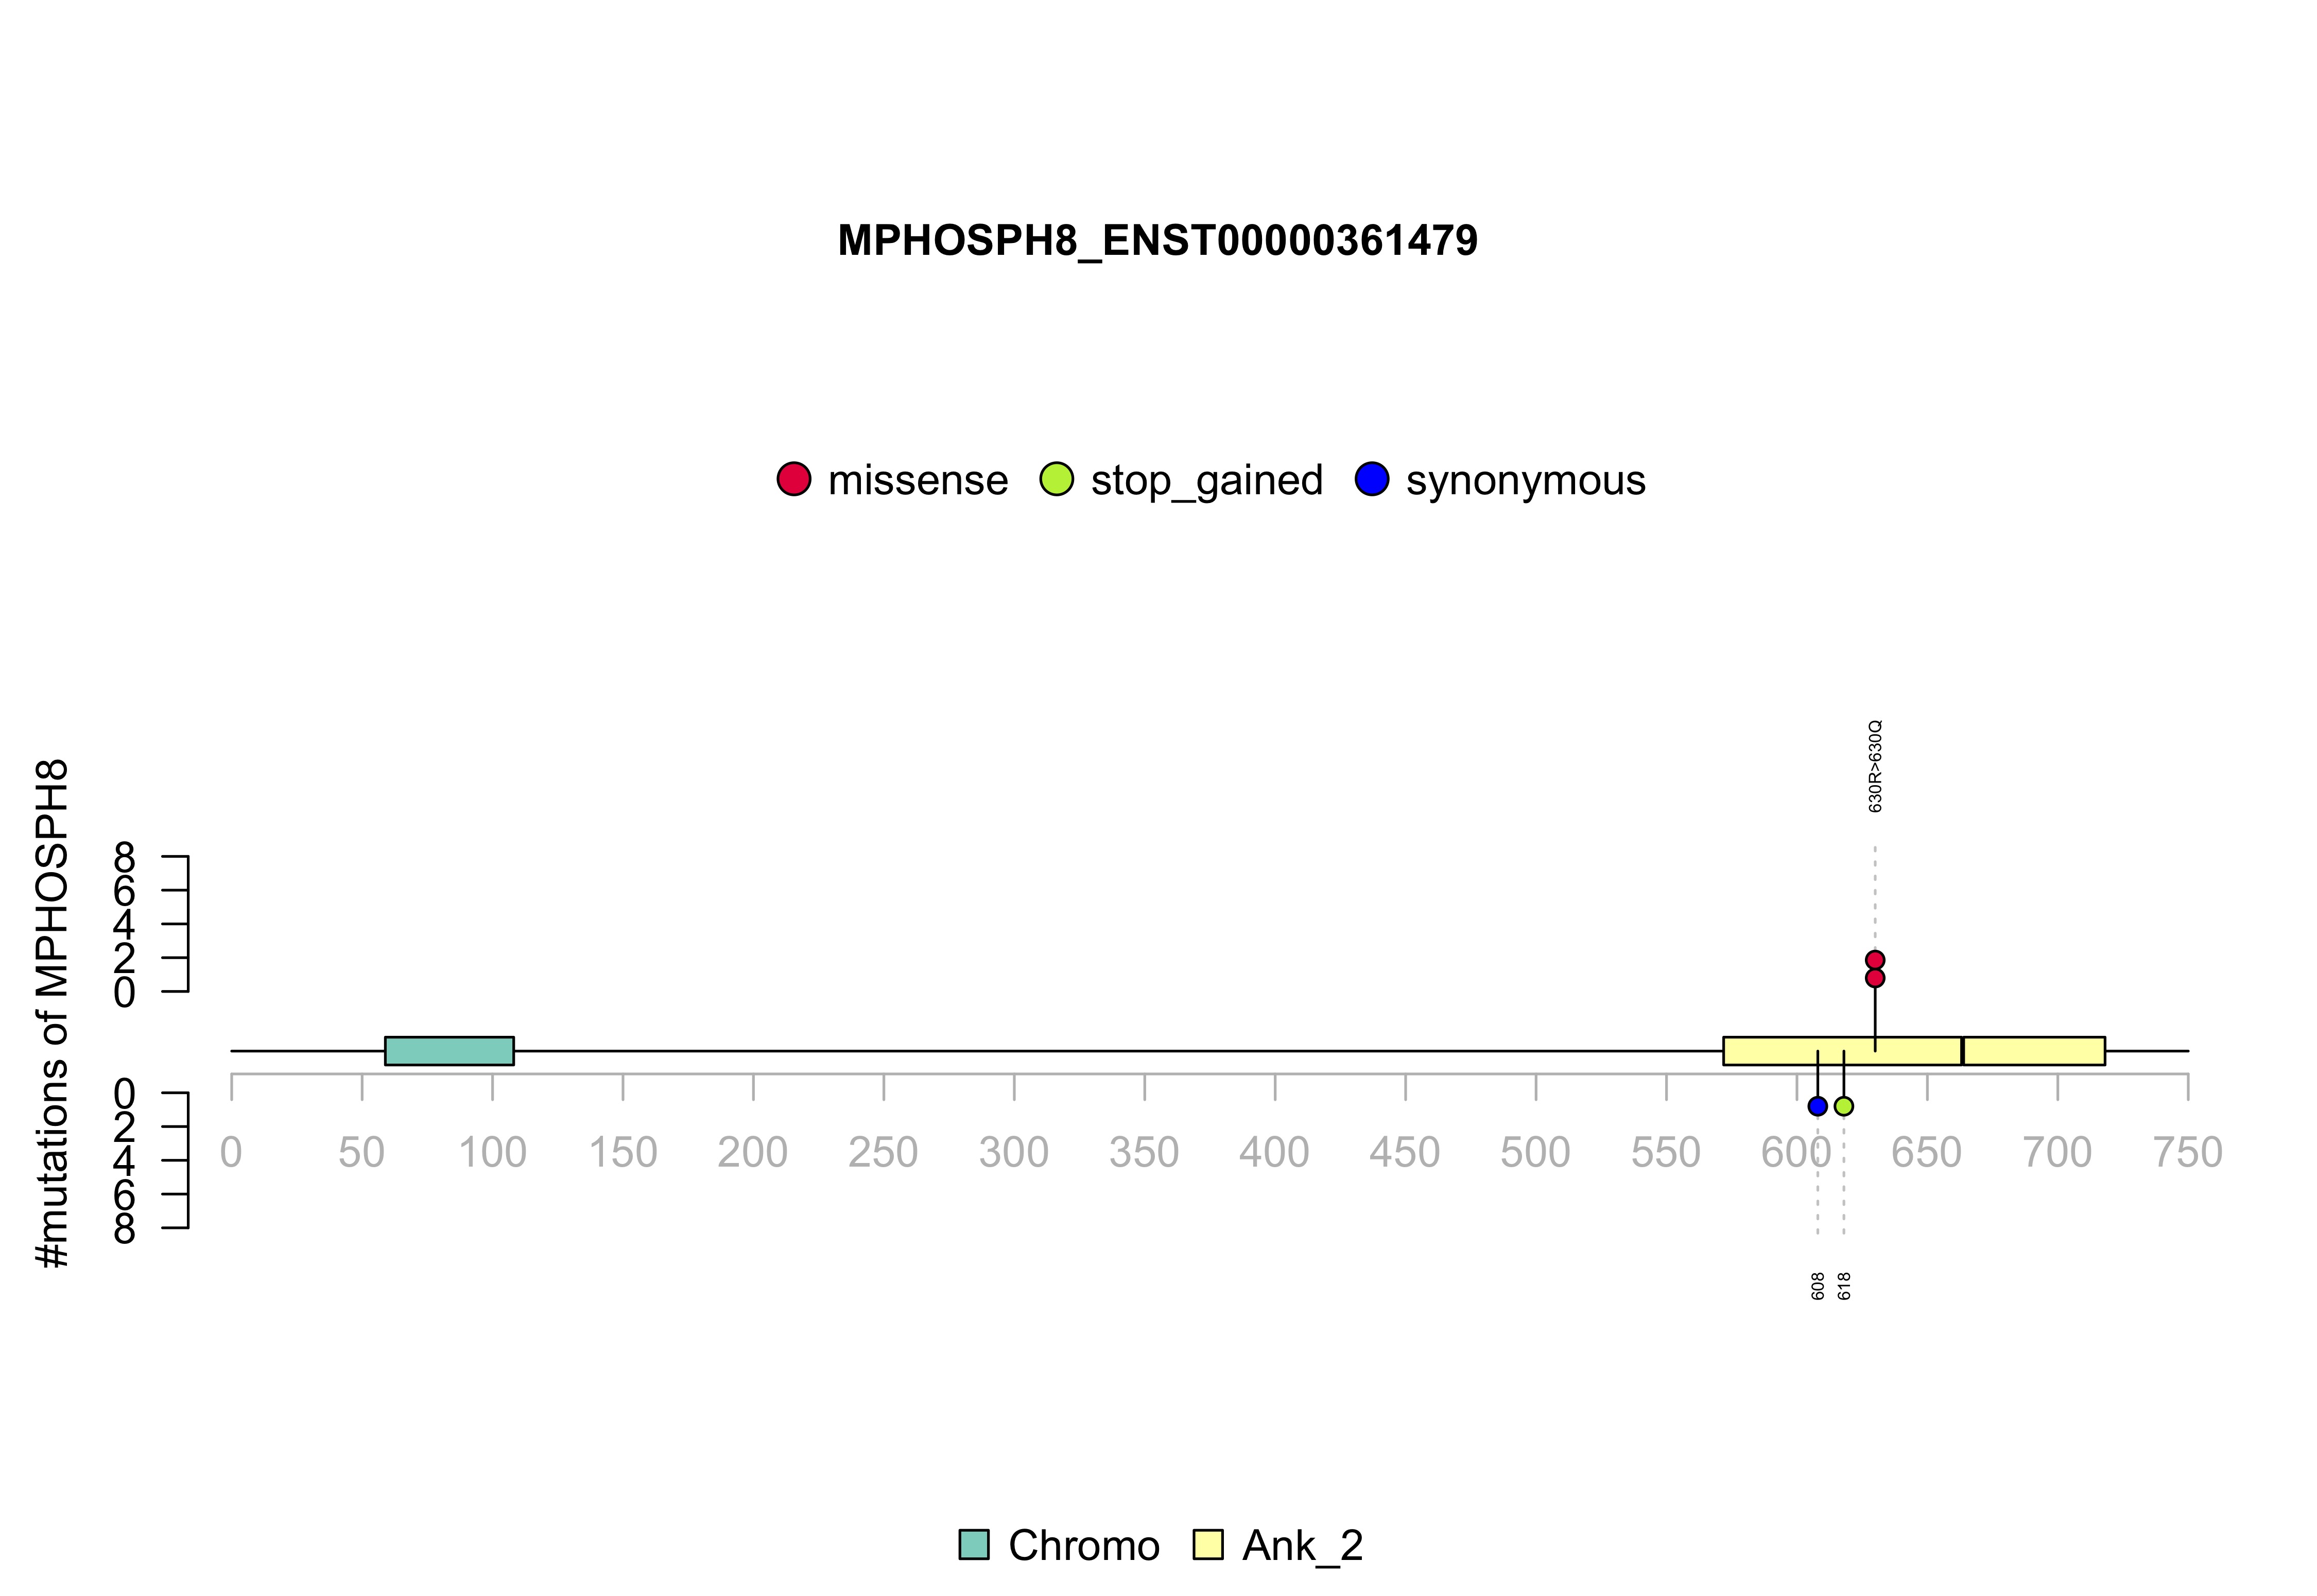 MPHOSPH8_ENST00000361479
missense stop_gained synonymous
630R>630Q
#mutations of MPHOSPH8
8
6
4
2
0
0
2
4
6
8
0 50 100 150 200 250 300 350 400 450 500 550 600 650 700 750
608 618
Chromo Ank_2